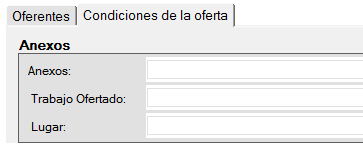 Oferentes Condiciones de la oferta
Anexos
Anexos:
Trabajo Ofertado:
Lugar: